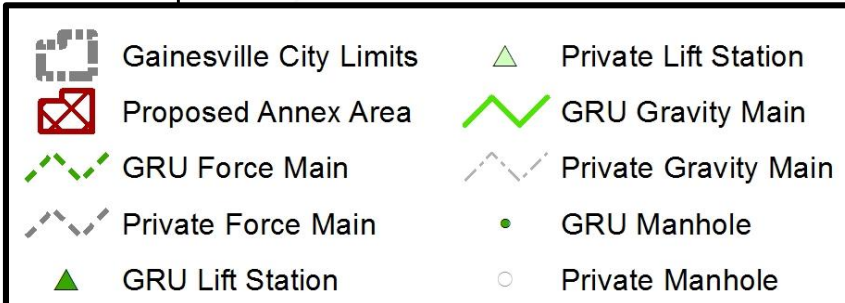 Gainesville City Limits
Proposed Annex Area
GRU Force Main
Private Force Main
GRU Lift Station
Private Lift Station
GRU Gravity Main
Private Gravity Main
GRU Manhole
Private Manhole